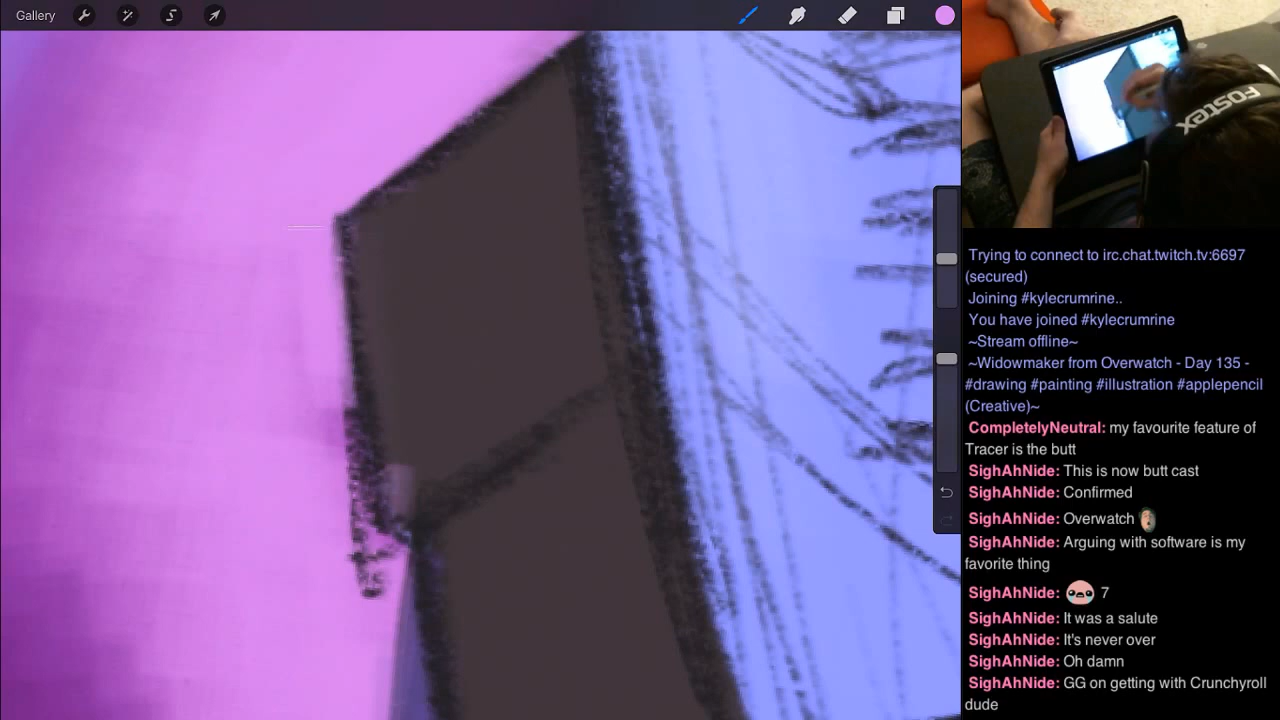 Gallery
FOSTEX
Trying to connect to irc.chat.twitch.tv:6697
(secured)
Joining #kylecrumrine..
You have joined #kylecrumrine
~Stream offline~
~Widowmaker from Overwatch - Day 135 -
#drawing #painting #illustration #applepencil
(Creative)~
CompletelyNeutral: my favourite feature of
Tracer is the butt
SighAhNide: This is now butt cast
SighAhNide: Confirmed
SighAhNide: Overwatch
SighAhNide: Arguing with software is my
favorite thing
SighAhNide: 7
SighAhNide: It was a salute
SighAhNide: It's never over
SighAhNide: Oh damn
SighAhNide: GG on getting with Crunchyroll
dude